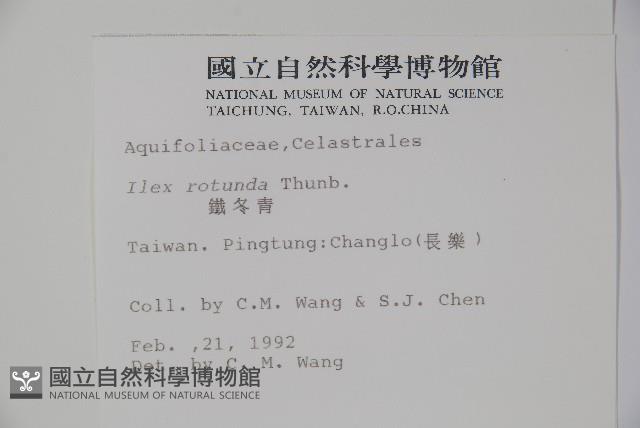 國立自然科學博物館
NATIONAL MUSEUM OF NATURAL SCIENCE
TAICHUNG, TAIWAN, R.O.CHINA
Aquifoliaceae,Celastrales
Ilex rotunda Thunb.
鐵冬青
Taiwan. Pingtung:Changlo(長樂)
Coll. by C.M. Wang & S.J. Chen
Feb. ,21, 1992
Det. by C. M. Wang
國立自然科學博物館
NATIONAL MUSEUM OF NATURAL SCIENCE